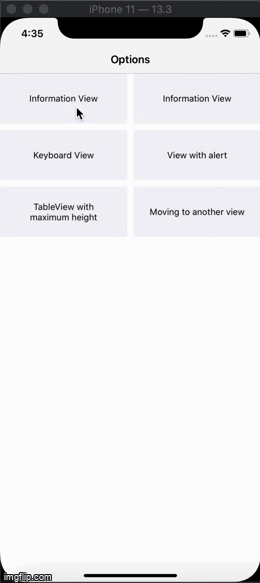 iPhone 11 — 13.3
4:35
Options
Information View
Information View
Keyboard View
View with alert
TableView with
maximum height
Moving to another view
imgflip.com